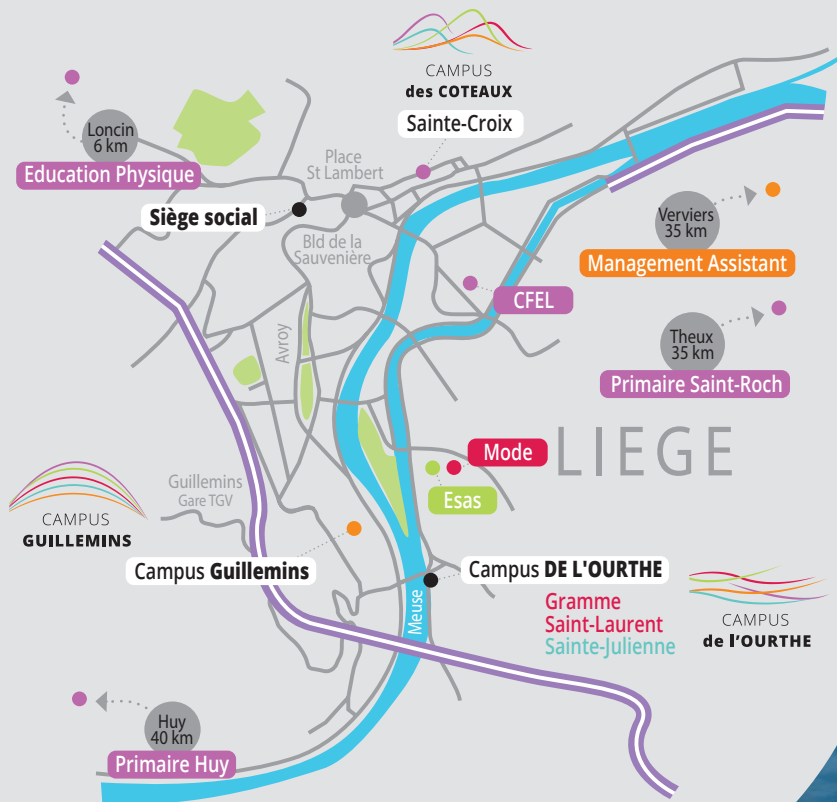 CAMPUS
des COTEAUX
Sainte-Croix
Loncin
6 km
Education Physique
Place
St Lambert
Siège social
Bld de la
Sauvenière
Verviers
35 km
Management Assistant
CFEL
Theux
35 km
Primaire Saint-Roch
Avroy
LIEGE
Mode
Esas
Guillemins
Gare TGV
CAMPUS
GUILLEMINS
Campus Guillemins
Campus DE L'OURTHE
Gramme
Saint-Laurent
Sainte-Julienne
CAMPUS
de l'OURTHE
Meuse
Huy
40 km
Primaire Huy